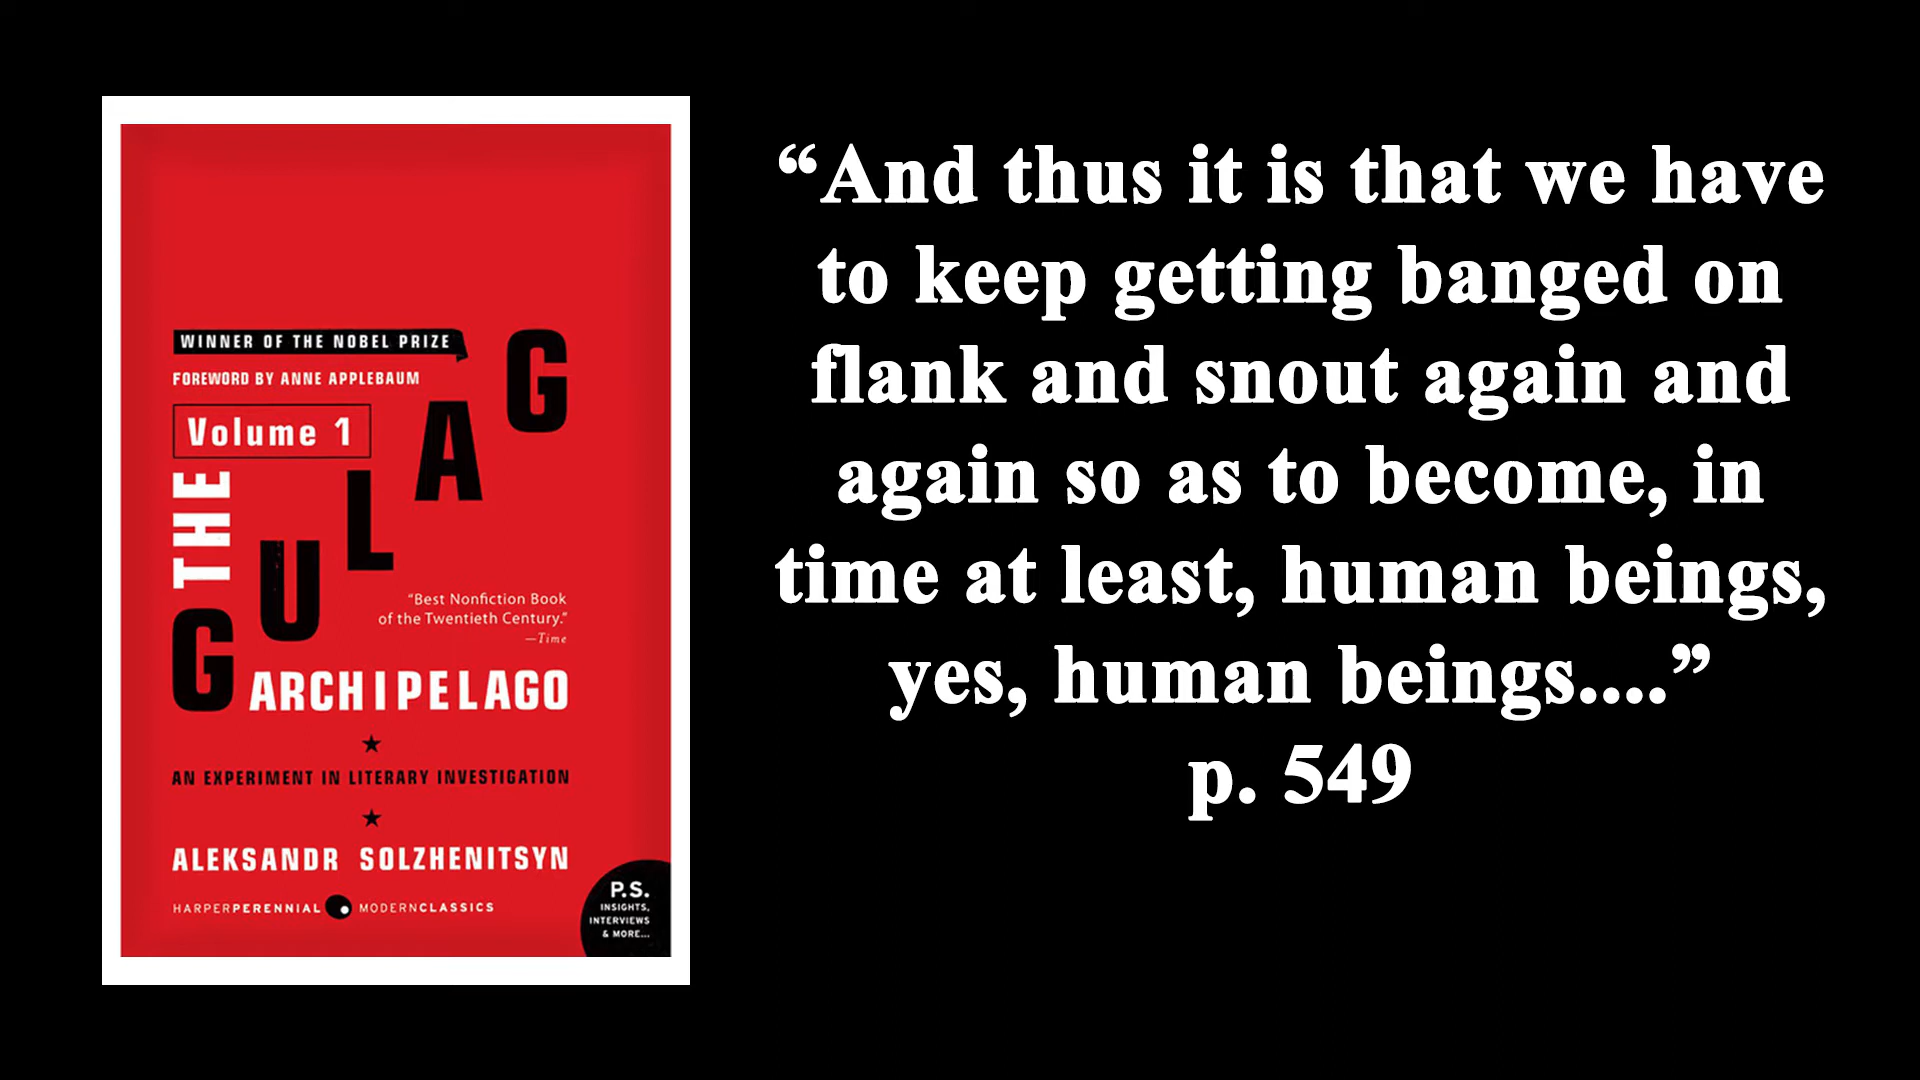 WINNER OF THE NOBEL PRIZE
FOREWORD BY ANNE APPLEBAUM
Volume 1
THE
GULAG
"Best Nonfiction Book
of the Twentieth Century."
—Time
ARCHIPELAGO
AN EXPERIMENT IN LITERARY INVESTIGATION
ALEKSANDR SOLZHENITSYN
HARPERPERENNIAL MODERNCLASSICS
P.S.
INSIGHTS,
INTERVIEWS
& MORE...
“And thus it is that we have
to keep getting banged on
flank and snout again and
again so as to become, in
time at least, human beings,
yes, human beings....”
p. 549